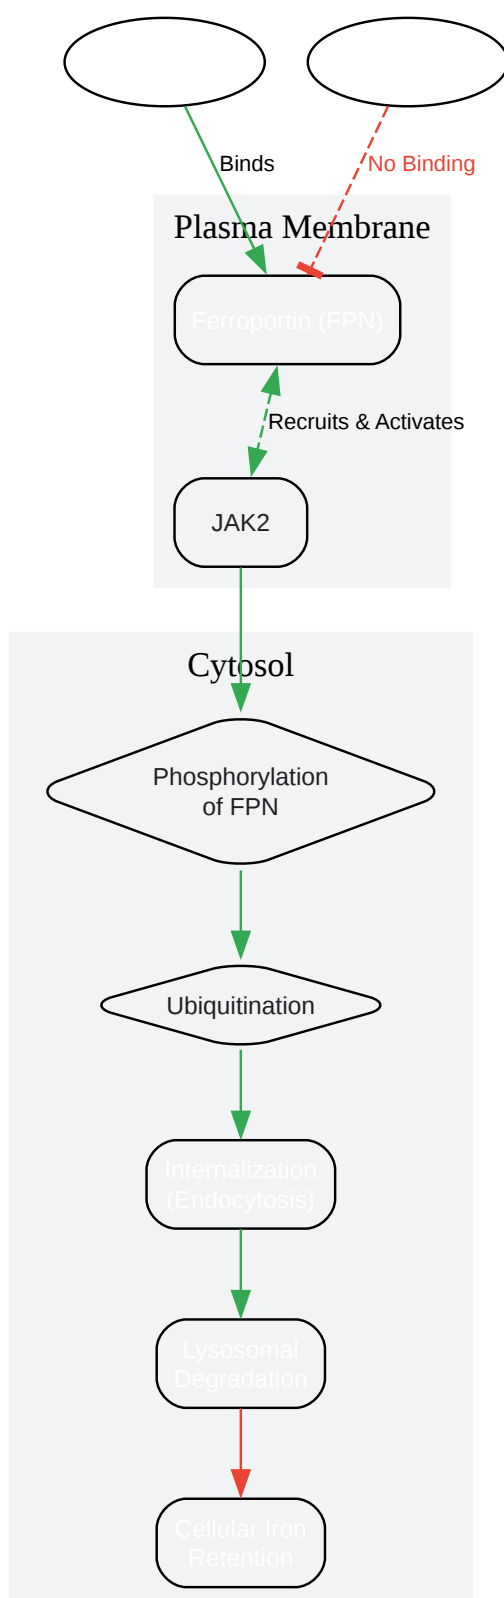 Binds
No Binding
Plasma Membrane
Ferroportin (FPN)
Recruits & Activates
JAK2
Cytosol
Phosphorylation
of FPN
Ubiquitination
Internalization
(Endocytosis)
Lysosomal
Degradation
Cellular Iron
Retention